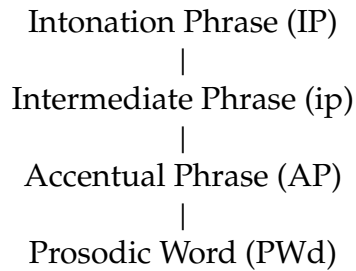 Intonation Phrase (IP)
Intermediate Phrase (ip)
Accentual Phrase (AP)
Prosodic Word (PWd)